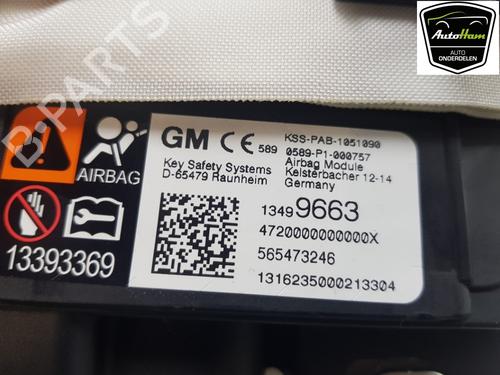 AutoHam
AUTO
ONDERDELEN
B-PARTS
GM CE 589
KSS-PAB-1051090
0589-P1-000757
Key Safety Systems
D-65479 Raunheim
Airbag Module
Kelsterbacher 12-14
Germany
AIRBAG
13499663
4720000000000X
565473246
1316235000213304
13393369